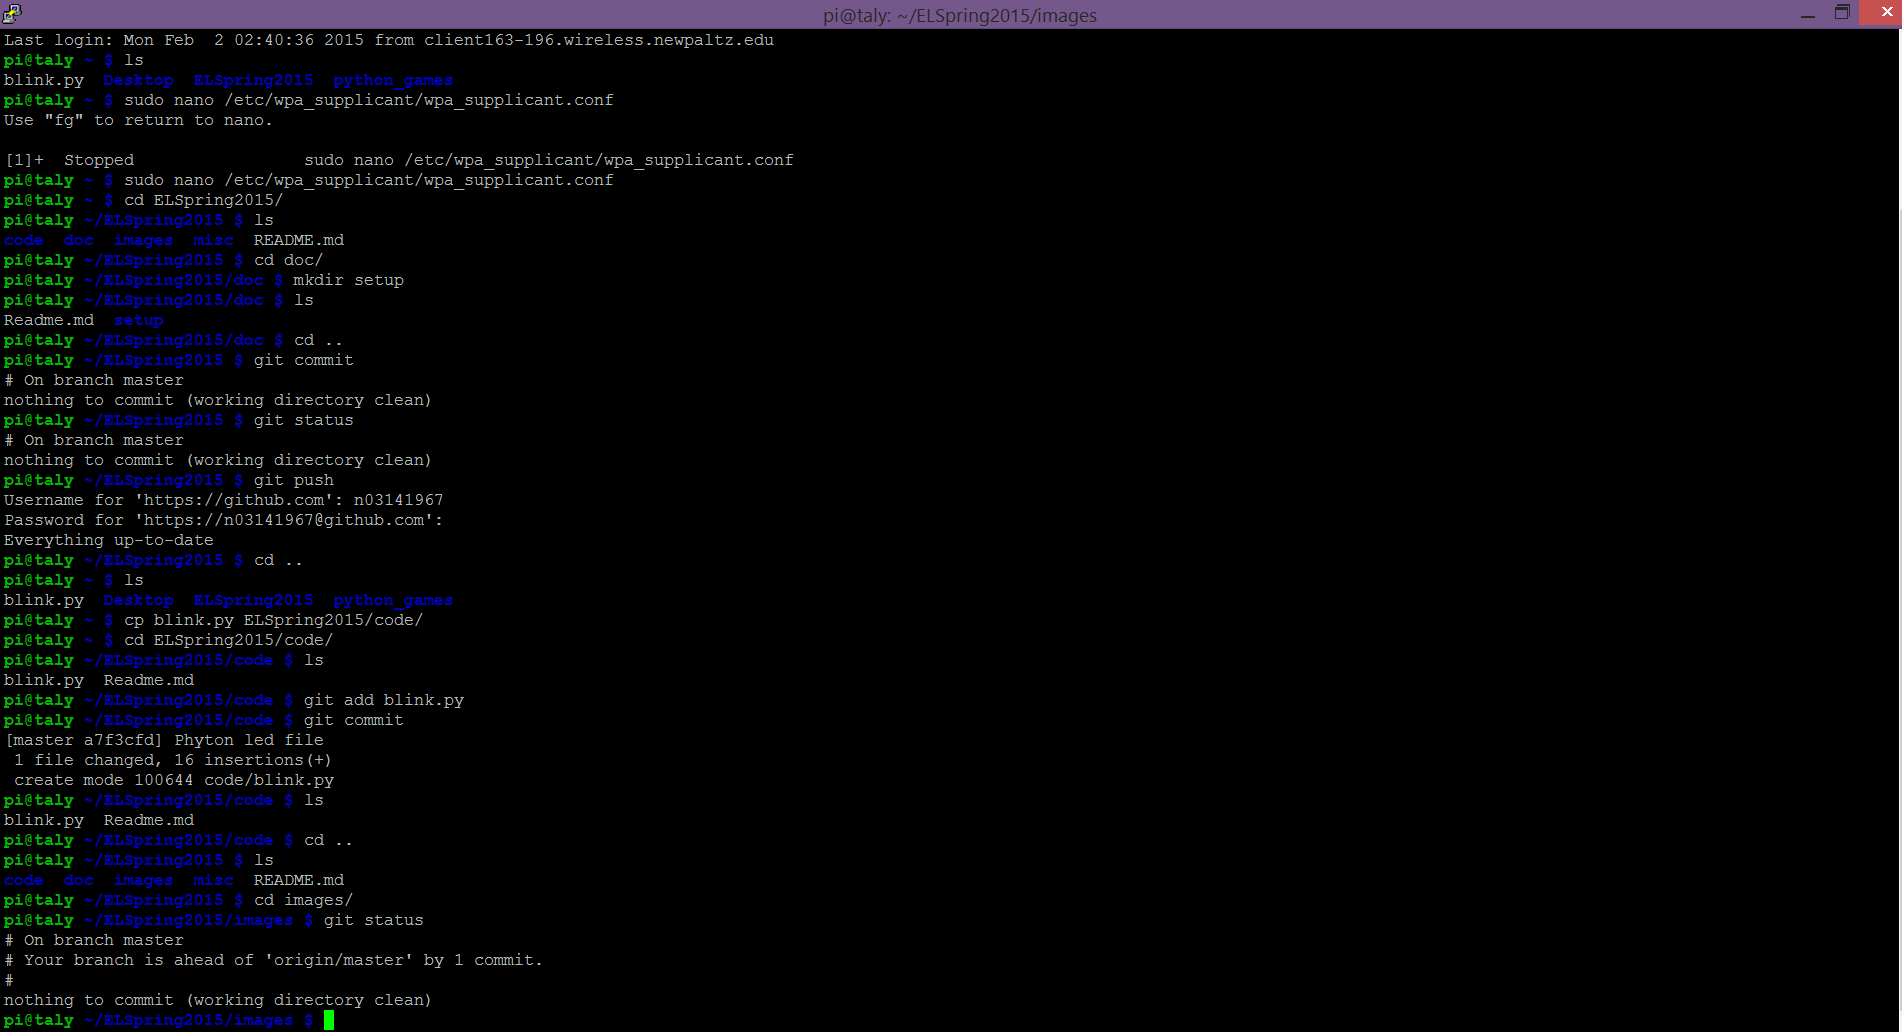 pi@taly: ~/ELSpring2015/images
Last login: Mon Feb  2 02:40:36 2015 from client163-196.wireless.newpaltz.edu
pi@taly ~ $ ls
blink.py  Desktop  ELSpring2015  python_games
pi@taly ~ $ sudo nano /etc/wpa_supplicant/wpa_supplicant.conf
Use "fg" to return to nano.
[1]+  Stopped                 sudo nano /etc/wpa_supplicant/wpa_supplicant.conf
pi@taly ~ $ sudo nano /etc/wpa_supplicant/wpa_supplicant.conf
pi@taly ~ $ cd ELSpring2015/
pi@taly ~/ELSpring2015 $ ls
code  doc  images  misc  README.md
pi@taly ~/ELSpring2015 $ cd doc/
pi@taly ~/ELSpring2015/doc $ mkdir setup
pi@taly ~/ELSpring2015/doc $ ls
Readme.md  setup
pi@taly ~/ELSpring2015/doc $ cd ..
pi@taly ~/ELSpring2015 $ git commit
# On branch master
nothing to commit (working directory clean)
pi@taly ~/ELSpring2015 $ git status
# On branch master
nothing to commit (working directory clean)
pi@taly ~/ELSpring2015 $ git push
Username for 'https://github.com': n03141967
Password for 'https://n03141967@github.com':
Everything up-to-date
pi@taly ~/ELSpring2015 $ cd ..
pi@taly ~ $ ls
blink.py  Desktop  ELSpring2015  python_games
pi@taly ~ $ cp blink.py ELSpring2015/code/
pi@taly ~ $ cd ELSpring2015/code/
pi@taly ~/ELSpring2015/code $ ls
blink.py  Readme.md
pi@taly ~/ELSpring2015/code $ git add blink.py
pi@taly ~/ELSpring2015/code $ git commit
[master a7f3cfd] Phyton led file
 1 file changed, 16 insertions(+)
 create mode 100644 code/blink.py
pi@taly ~/ELSpring2015/code $ ls
blink.py  Readme.md
pi@taly ~/ELSpring2015/code $ cd ..
pi@taly ~/ELSpring2015 $ ls
code  doc  images  misc  README.md
pi@taly ~/ELSpring2015 $ cd images/
pi@taly ~/ELSpring2015/images $ git status
# On branch master
# Your branch is ahead of 'origin/master' by 1 commit.
#
nothing to commit (working directory clean)
pi@taly ~/ELSpring2015/images $